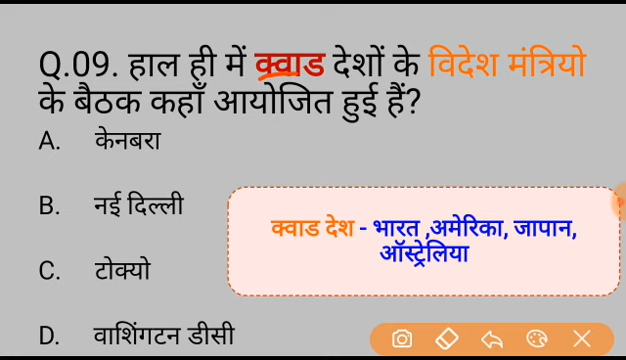 Q.09. हाल ही में क्वाड देशों के विदेश मंत्रियो
के बैठक कहाँ आयोजित हुई हैं?
A. केनबरा
B. नई दिल्ली
C. टोक्यो
D. वाशिंगटन डीसी
क्वाड देश - भारत ,अमेरिका, जापान,
ऑस्ट्रेलिया